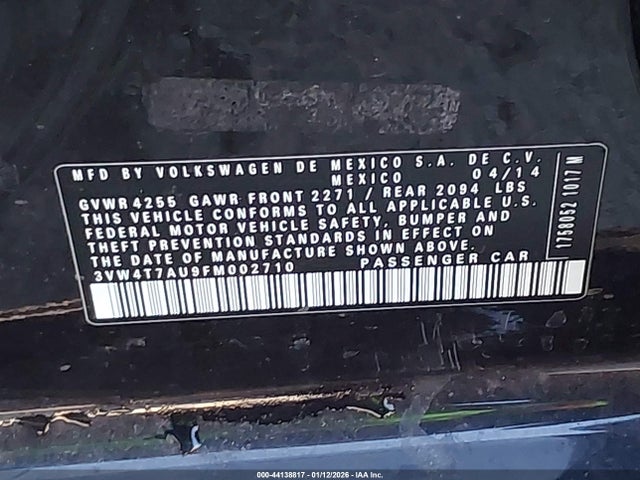 MFD BY VOLKSWAGEN DE MEXICO S.A. DE C.V.
MEXICO 04/14
GVWR 4255 GAWR FRONT 2271 / REAR 2094 LBS
THIS VEHICLE CONFORMS TO ALL APPLICABLE U.S.
FEDERAL MOTOR VEHICLE SAFETY, BUMPER AND
THEFT PREVENTION STANDARDS IN EFFECT ON
THE DATE OF MANUFACTURE SHOWN ABOVE.
3VW4T7AU9FM002710 PASSENGER CAR
1758052 1017 M
000-44138817 - 01/12/2026 - IAA Inc.